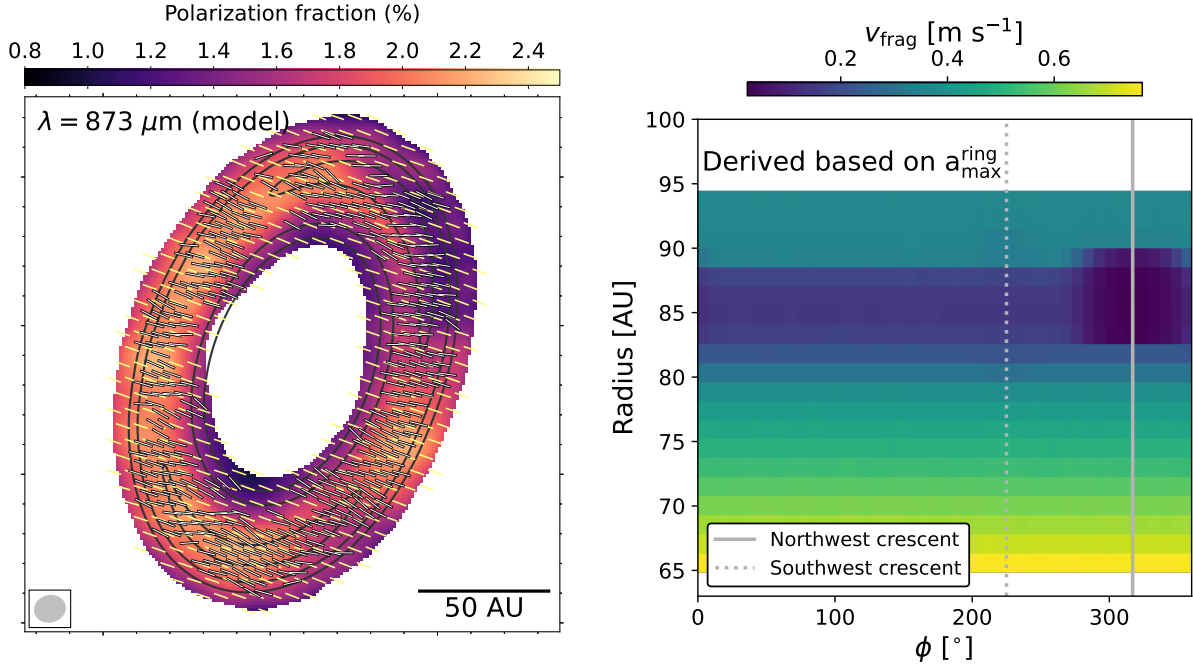 Polarization fraction (%)
0.8 1.0 1.2 1.4 1.6 1.8 2.0 2.2 2.4
λ = 873 μm (model)
50 AU
v_frag [m s⁻¹]
0.2 0.4 0.6
Derived based on a_max^ring
Radius [AU]
100
95
90
85
80
75
70
65
Northwest crescent
Southwest crescent
0 100 200 300
ϕ [°]